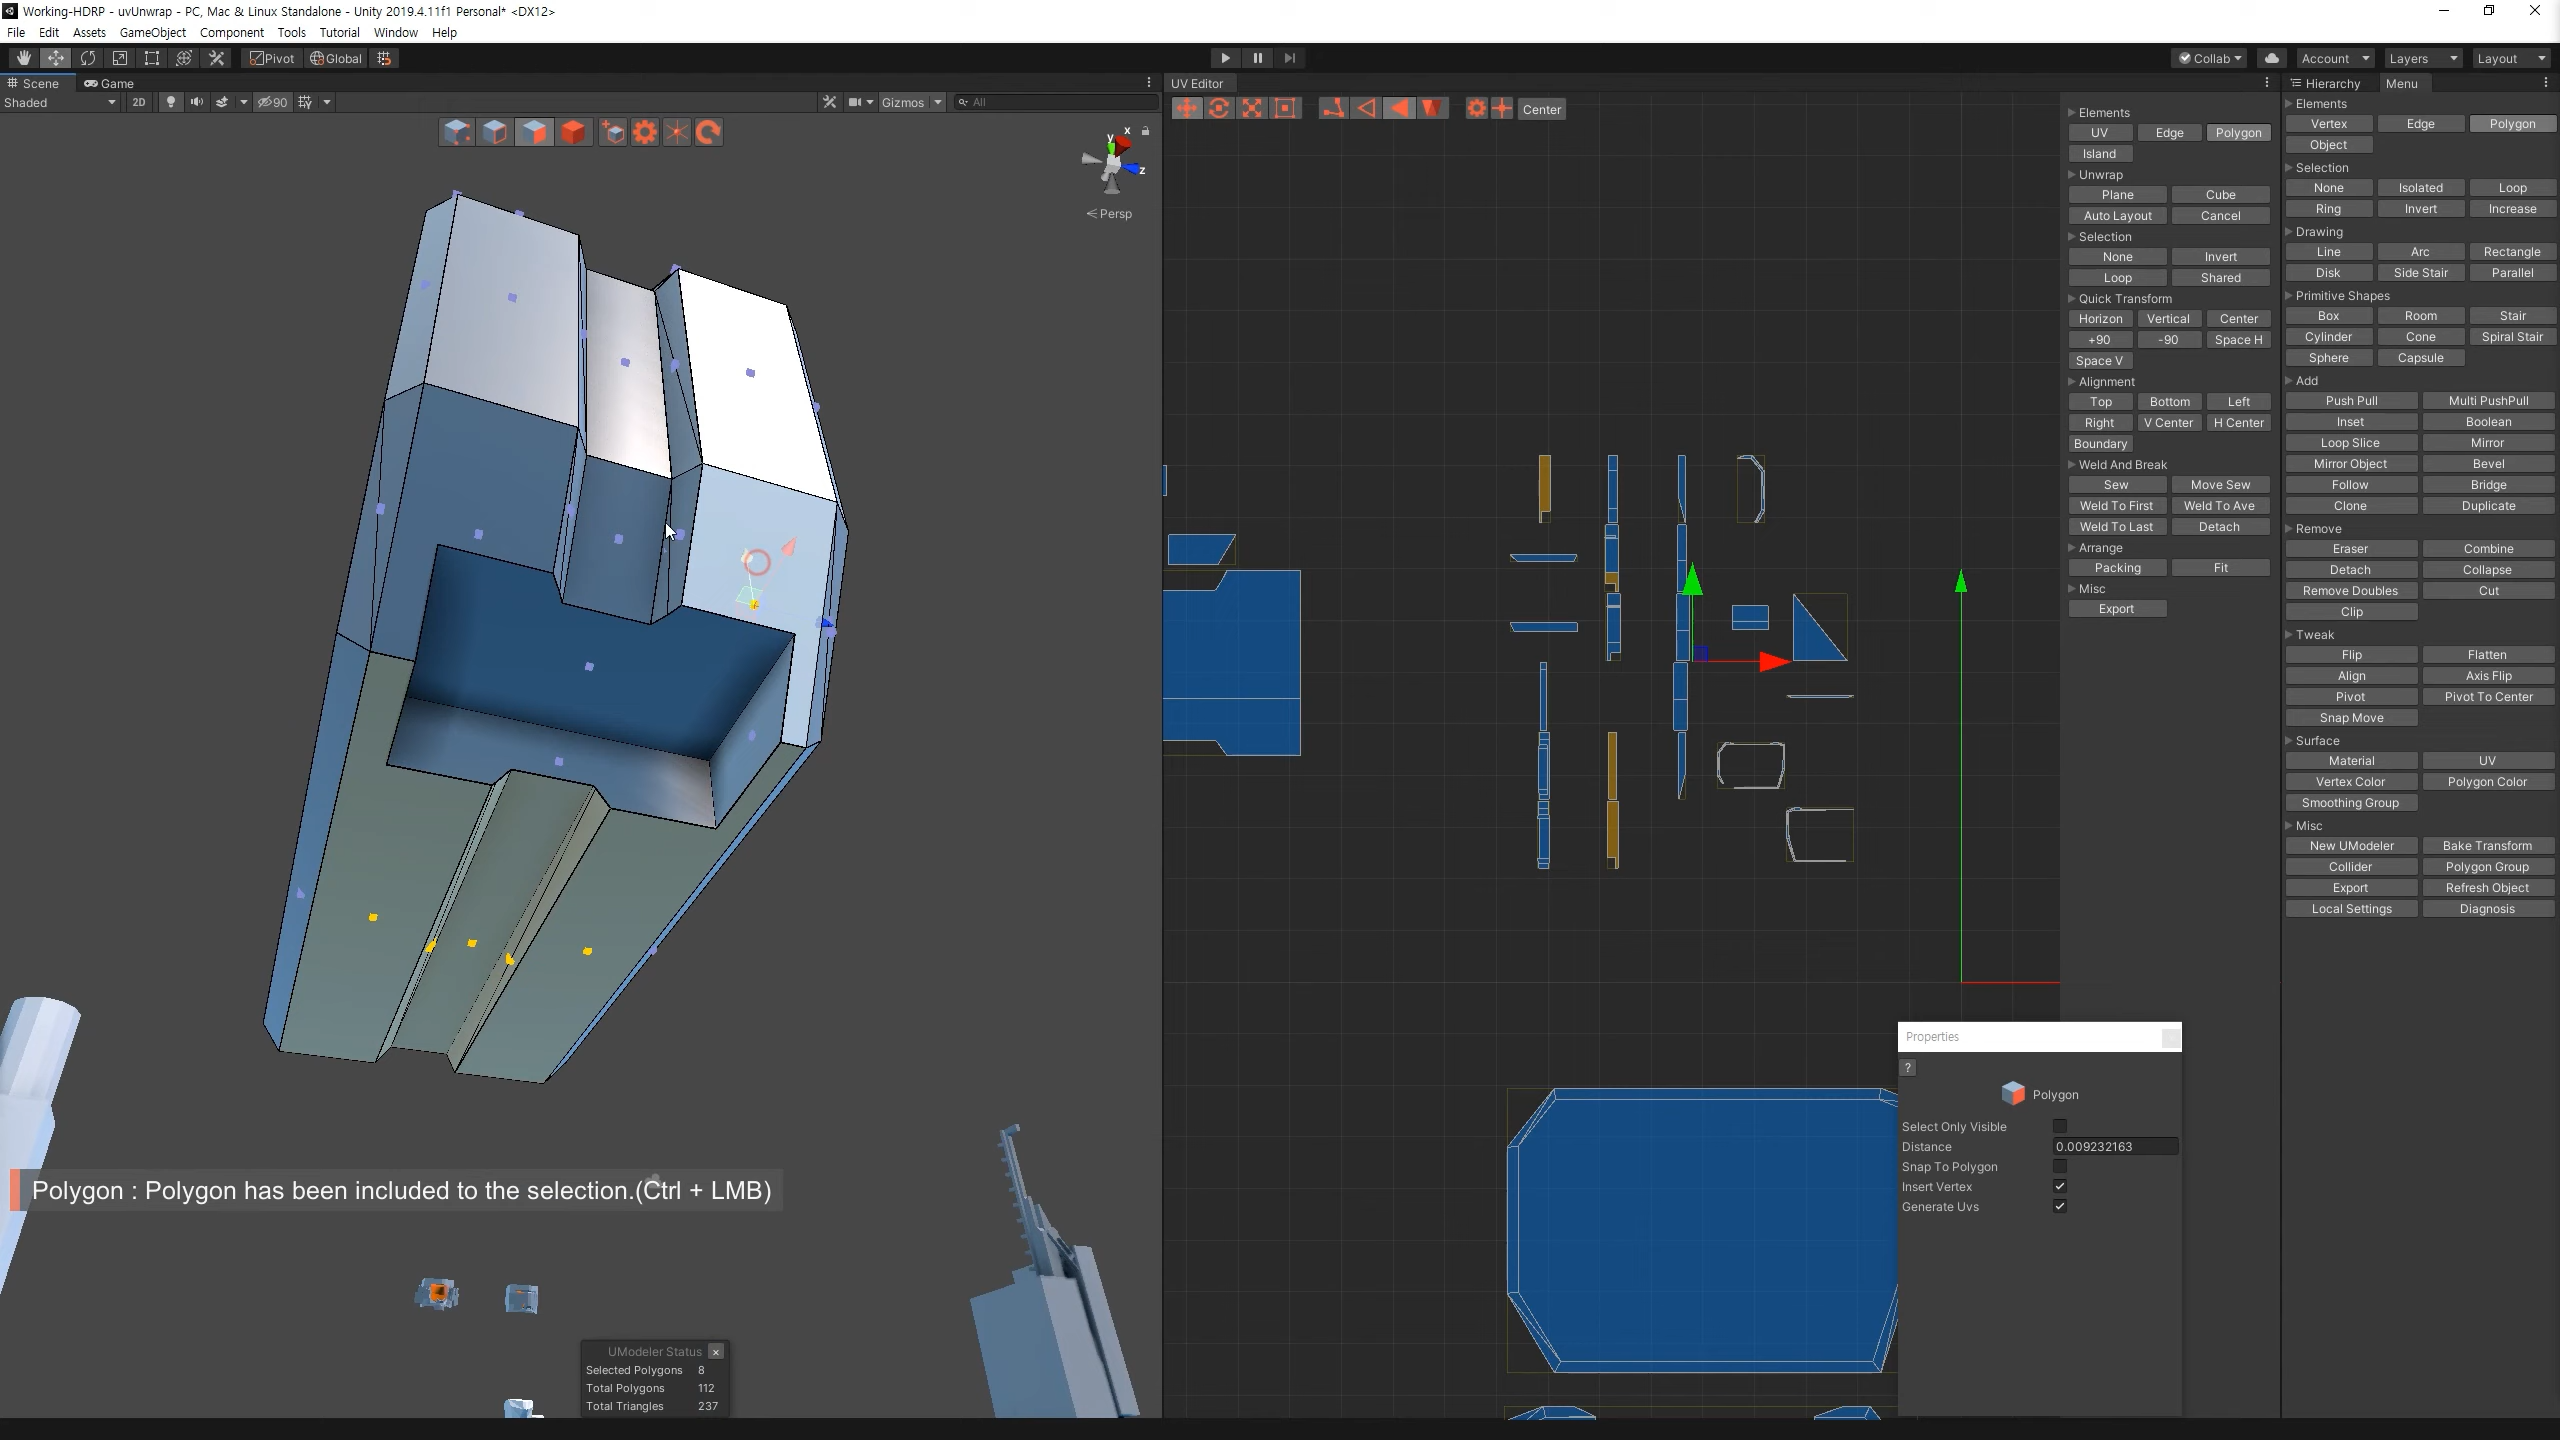 Working-HDRP - uvUnwrap - PC, Mac & Linux Standalone - Unity 2019.4.11f1 Personal* <DX12>
File Edit Assets GameObject Component Tools Tutorial Window Help
Pivot Global Collab Account Layers Layout
Scene Game
Shaded 2D 90 Gizmos All
y x z
Persp
Polygon : Polygon has been included to the selection.(Ctrl + LMB)
UModeler Status ×
Selected Polygons 8
Total Polygons 112
Total Triangles 237
UV Editor
Center
Elements
UV Edge Polygon
Island
Unwrap
Plane Cube
Auto Layout Cancel
Selection
None Invert
Loop Shared
Quick Transform
Horizon Vertical Center
+90 -90 Space H
Space V
Alignment
Top Bottom Left
Right V Center H Center
Boundary
Weld And Break
Sew Move Sew
Weld To First Weld To Ave
Weld To Last Detach
Arrange
Packing Fit
Misc
Export
Properties
?
Polygon
Select Only Visible
Distance 0.009232163
Snap To Polygon
Insert Vertex
Generate Uvs
Hierarchy Menu
Elements
Vertex Edge Polygon
Object
Selection
None Isolated Loop
Ring Invert Increase
Drawing
Line Arc Rectangle
Disk Side Stair Parallel
Primitive Shapes
Box Room Stair
Cylinder Cone Spiral Stair
Sphere Capsule
Add
Push Pull Multi PushPull
Inset Boolean
Loop Slice Mirror
Mirror Object Bevel
Follow Bridge
Clone Duplicate
Remove
Eraser Combine
Detach Collapse
Remove Doubles Cut
Clip
Tweak
Flip Flatten
Align Axis Flip
Pivot Pivot To Center
Snap Move
Surface
Material UV
Vertex Color Polygon Color
Smoothing Group
Misc
New UModeler Bake Transform
Collider Polygon Group
Export Refresh Object
Local Settings Diagnosis